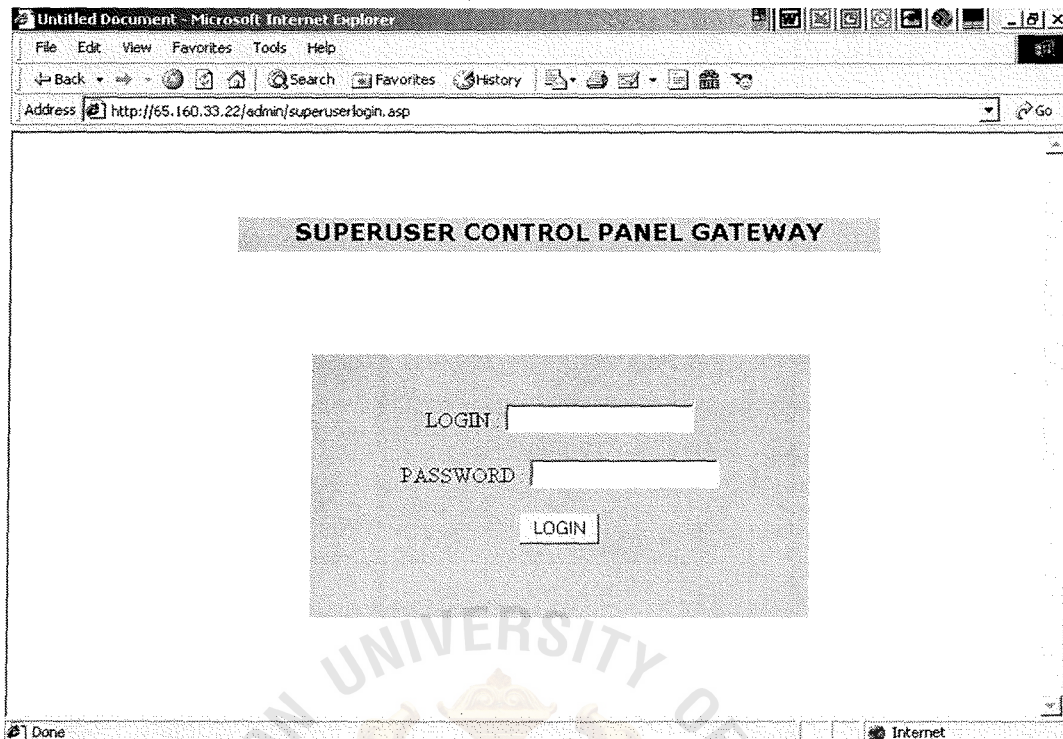 Untitled Document - Microsoft Internet Explorer
File Edit View Favorites Tools Help
Back Search Favorites History
Address http://65.160.33.22/admin/superuserlogin.asp Go
SUPERUSER CONTROL PANEL GATEWAY
LOGIN :
PASSWORD
LOGIN
UNIVERSITY OF
Done Internet